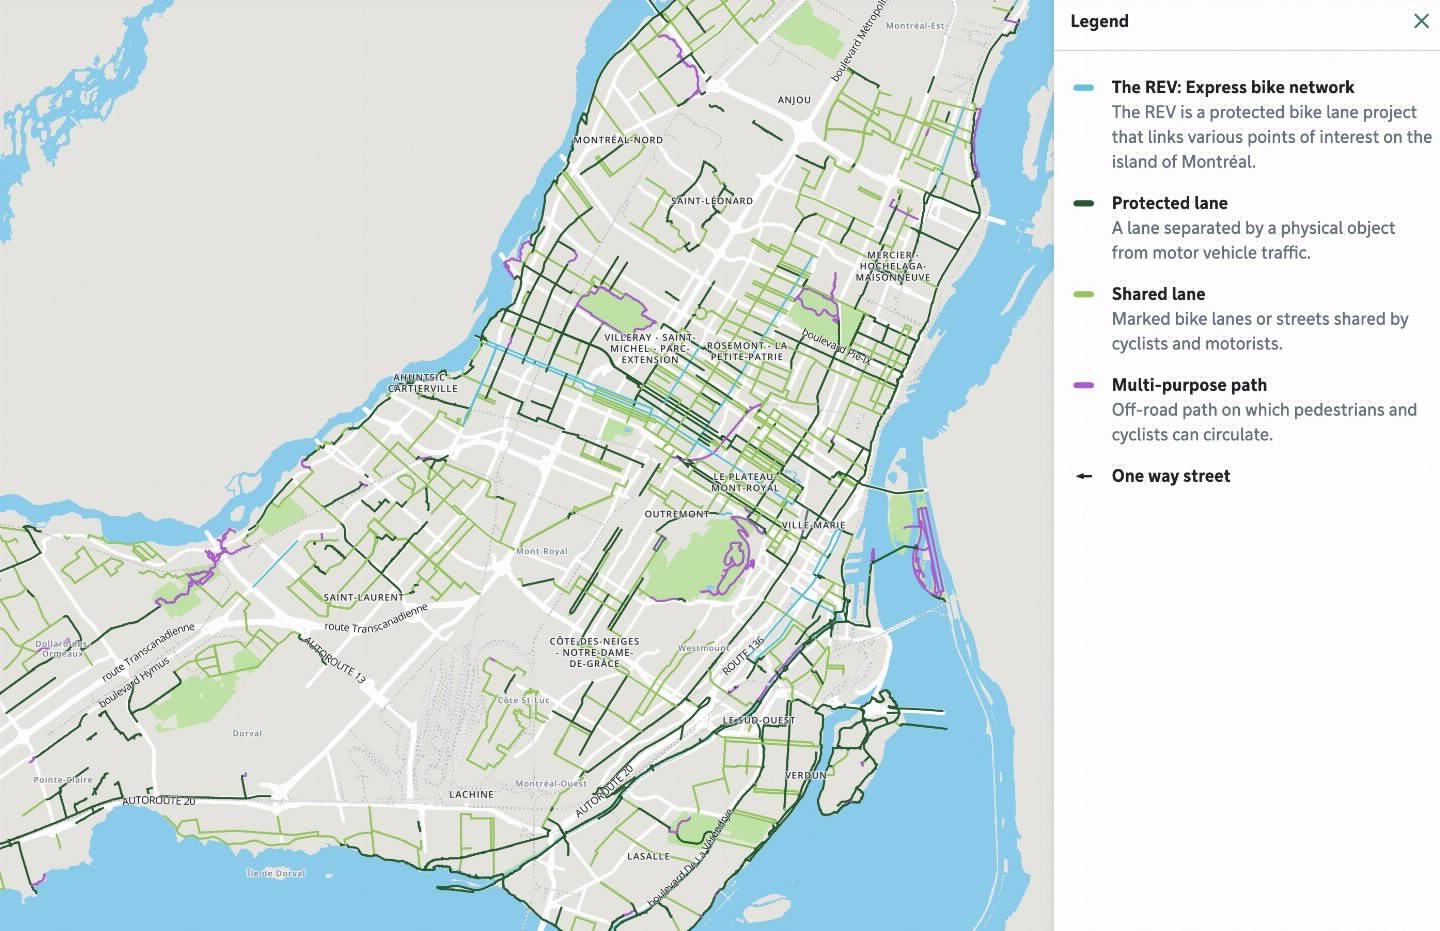 Montréal-Est
boulevard Métropoli
ANJOU
MONTRÉAL-NORD
SAINT-LÉONARD
MERCIER -
HOCHELAGA-
MAISONNEUVE
VILLERAY - SAINT-
MICHEL - PARC-
EXTENSION
ROSEMONT - LA
PETITE-PATRIE
boulevard Pie-IX
AHUNTSIC
CARTIERVILLE
LE PLATEAU-
MONT-ROYAL
OUTREMONT
VILLE-MARIE
Mont-Royal
SAINT-LAURENT
route Transcanadienne
Dollard-des
Ormeaux
route Transcanadienne
AUTOROUTE 13
CÔTE-DES-NEIGES
- NOTRE-DAME-
DE-GRÂCE
Westmount
ROUTE 136
boulevard Hymus
Côte St-Luc
LE SUD-OUEST
Dorval
Pointe-Claire
VERDUN
Montréal-Ouest
AUTOROUTE 20
LACHINE
AUTOROUTE 20
LASALLE
boulevard De La Vérendrye
Île de Dorval
Legend
The REV: Express bike network
The REV is a protected bike lane project
that links various points of interest on the
island of Montréal.
Protected lane
A lane separated by a physical object
from motor vehicle traffic.
Shared lane
Marked bike lanes or streets shared by
cyclists and motorists.
Multi-purpose path
Off-road path on which pedestrians and
cyclists can circulate.
One way street